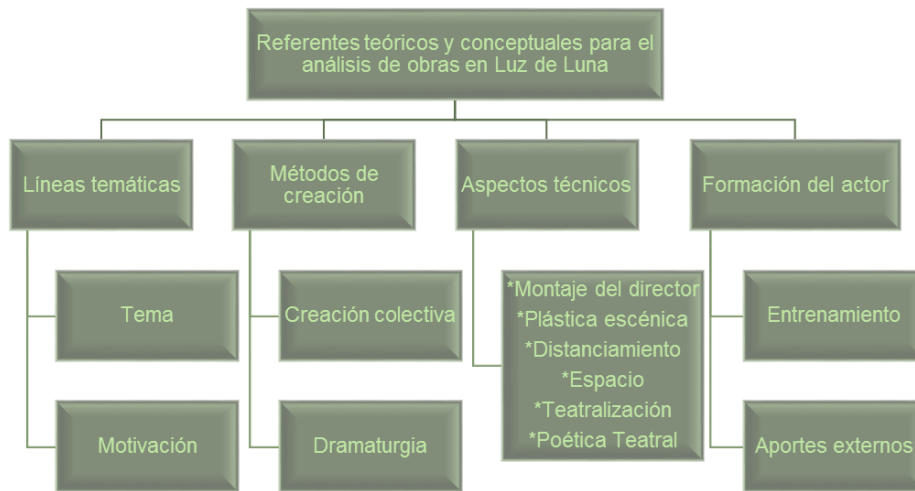 Referentes teóricos y conceptuales para el
análisis de obras en Luz de Luna
Líneas temáticas
Métodos de
creación
Aspectos técnicos
Formación del actor
Tema
Creación colectiva
*Montaje del director
*Plástica escénica
*Distanciamiento
*Espacio
*Teatralización
*Poética Teatral
Entrenamiento
Motivación
Dramaturgia
Aportes externos